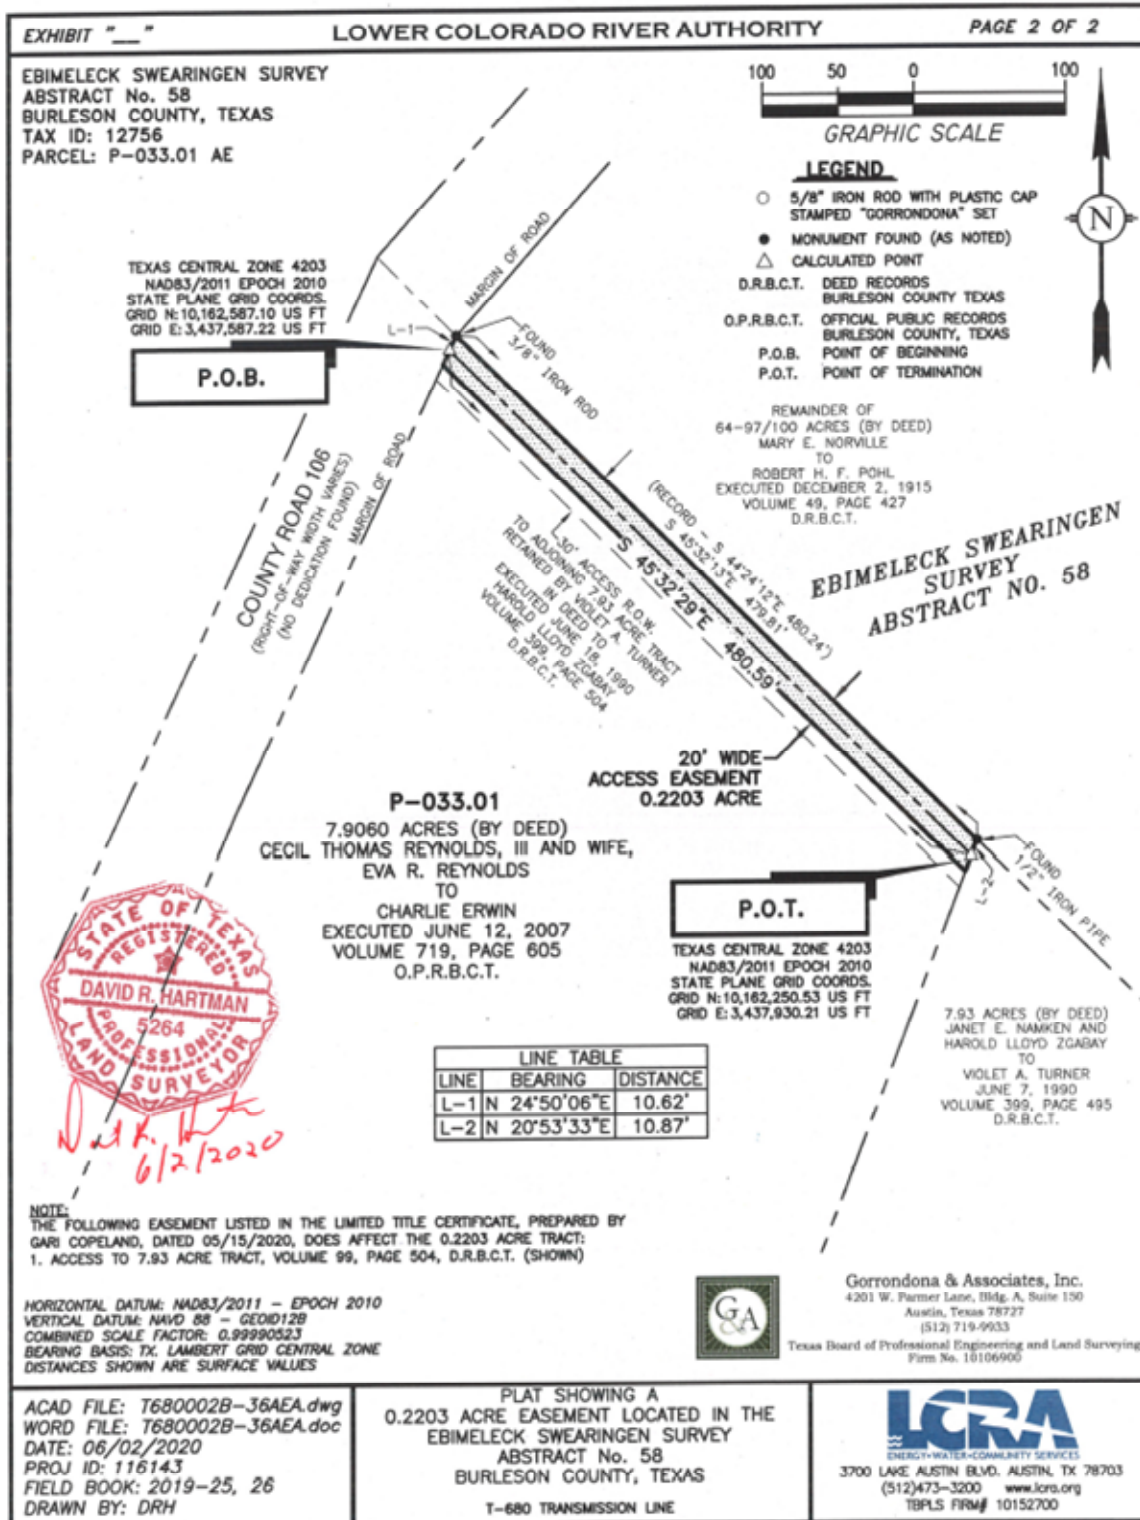 EXHIBIT "__"
LOWER COLORADO RIVER AUTHORITY
PAGE 2 OF 2
EBIMELECK SWEARINGEN SURVEY
ABSTRACT No. 58
BURLESON COUNTY, TEXAS
TAX ID: 12756
PARCEL: P-033.01 AE
100 50 0 100
GRAPHIC SCALE
LEGEND
5/8" IRON ROD WITH PLASTIC CAP
STAMPED "GORRONDONA" SET
MONUMENT FOUND (AS NOTED)
CALCULATED POINT
D.R.B.C.T. DEED RECORDS
BURLESON COUNTY TEXAS
O.P.R.B.C.T. OFFICIAL PUBLIC RECORDS
BURLESON COUNTY, TEXAS
P.O.B. POINT OF BEGINNING
P.O.T. POINT OF TERMINATION
N
TEXAS CENTRAL ZONE 4203
NAD83/2011 EPOCH 2010
STATE PLANE GRID COORDS.
GRID N:10,162,587.10 US FT
GRID E:3,437,587.22 US FT
P.O.B.
L-1
MARGIN OF ROAD
FOUND
3/8" IRON ROD
REMAINDER OF
64-97/100 ACRES (BY DEED)
MARY E. NORVILLE
TO
ROBERT H. F. POHL
EXECUTED DECEMBER 2, 1915
VOLUME 49, PAGE 427
D.R.B.C.T.
COUNTY ROAD 106
(RIGHT-OF-WAY WIDTH VARIES)
(NO DEDICATION FOUND)
MARGIN OF ROAD
(RECORD - S 44°24'12"E 480.24')
S 45°32'13"E 479.81'
S 45°32'29"E 480.59'
30' ACCESS R.O.W.
TO ADJOINING 7.93 ACRE TRACT
RETAINED BY VIOLET A. TURNER
IN DEED TO
HAROLD LLOYD ZGABAY
EXECUTED JUNE 18, 1990
VOLUME 399, PAGE 504
D.R.B.C.T.
EBIMELECK SWEARINGEN
SURVEY
ABSTRACT NO. 58
20' WIDE
ACCESS EASEMENT
0.2203 ACRE
P-033.01
7.9060 ACRES (BY DEED)
CECIL THOMAS REYNOLDS, III AND WIFE,
EVA R. REYNOLDS
TO
CHARLIE ERWIN
EXECUTED JUNE 12, 2007
VOLUME 719, PAGE 605
O.P.R.B.C.T.
FOUND
1/2" IRON PIPE
L-2
P.O.T.
TEXAS CENTRAL ZONE 4203
NAD83/2011 EPOCH 2010
STATE PLANE GRID COORDS.
GRID N:10,162,250.53 US FT
GRID E:3,437,930.21 US FT
7.93 ACRES (BY DEED)
JANET E. NAMKEN AND
HAROLD LLOYD ZGABAY
TO
VIOLET A. TURNER
JUNE 7, 1990
VOLUME 399, PAGE 495
D.R.B.C.T.
STATE OF TEXAS
REGISTERED
DAVID R. HARTMAN
5264
PROFESSIONAL
LAND SURVEYOR
6/2/2020
LINE TABLE
LINE BEARING DISTANCE
L-1 N 24°50'06"E 10.62'
L-2 N 20°53'33"E 10.87'
NOTE:
THE FOLLOWING EASEMENT LISTED IN THE LIMITED TITLE CERTIFICATE, PREPARED BY
GARI COPELAND, DATED 05/15/2020, DOES AFFECT THE 0.2203 ACRE TRACT:
1. ACCESS TO 7.93 ACRE TRACT, VOLUME 99, PAGE 504, D.R.B.C.T. (SHOWN)
HORIZONTAL DATUM: NAD83/2011 - EPOCH 2010
VERTICAL DATUM: NAVD 88 - GEOID12B
COMBINED SCALE FACTOR: 0.99990523
BEARING BASIS: TX. LAMBERT GRID CENTRAL ZONE
DISTANCES SHOWN ARE SURFACE VALUES
G&A
Gorrondona & Associates, Inc.
4201 W. Parmer Lane, Bldg. A, Suite 150
Austin, Texas 78727
(512) 719-9933
Texas Board of Professional Engineering and Land Surveying
Firm No. 10106900
ACAD FILE: T680002B-36AEA.dwg
WORD FILE: T680002B-36AEA.doc
DATE: 06/02/2020
PROJ ID: 116143
FIELD BOOK: 2019-25, 26
DRAWN BY: DRH
PLAT SHOWING A
0.2203 ACRE EASEMENT LOCATED IN THE
EBIMELECK SWEARINGEN SURVEY
ABSTRACT No. 58
BURLESON COUNTY, TEXAS
T-680 TRANSMISSION LINE
LCRA
ENERGY•WATER•COMMUNITY SERVICES
3700 LAKE AUSTIN BLVD. AUSTIN, TX 78703
(512)473-3200 www.lcra.org
TBPLS FIRM# 10152700